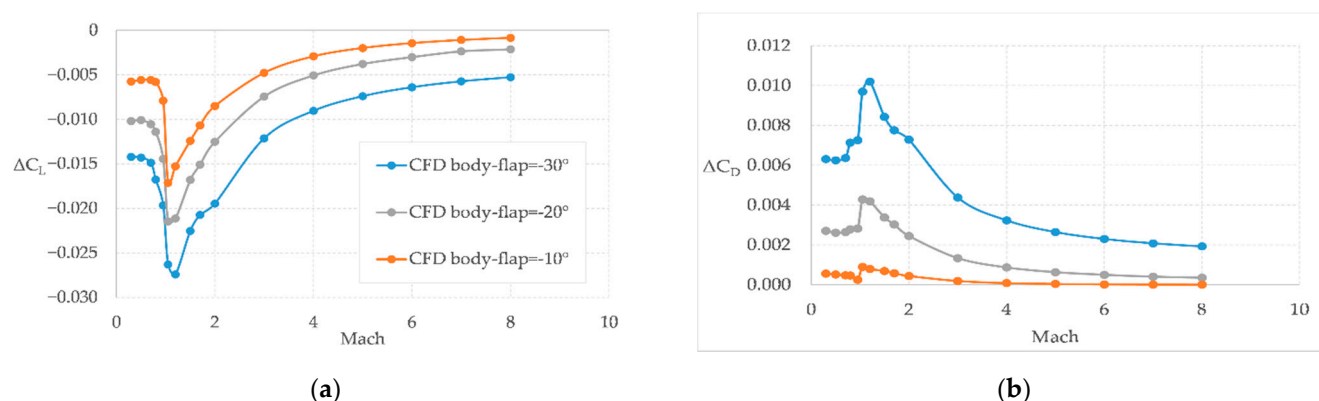 0
−0.005
−0.010
−0.015
−0.020
−0.025
−0.030
ΔC_L
0 2 4 6 8 10
Mach
CFD body-flap=-30°
CFD body-flap=-20°
CFD body-flap=-10°
(a)
0.012
0.010
0.008
0.006
0.004
0.002
0.000
ΔC_D
0 2 4 6 8 10
Mach
(b)